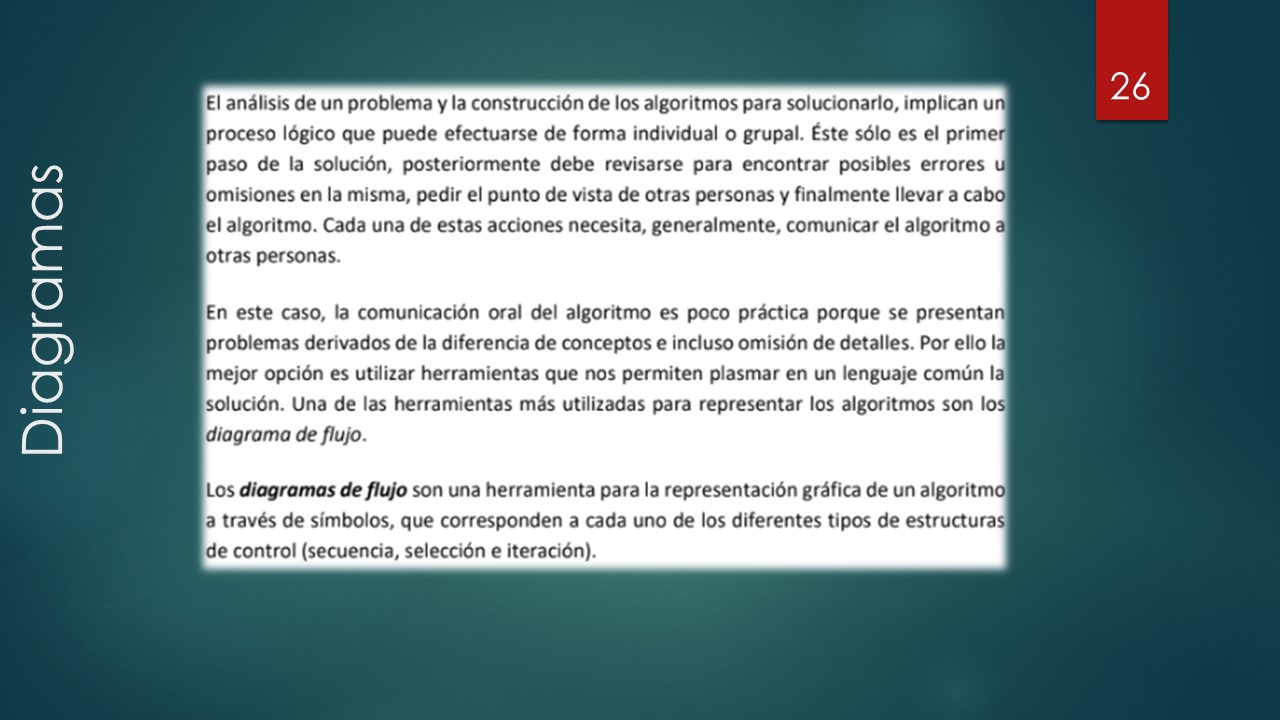 Diagramas
26
El análisis de un problema y la construcción de los algoritmos para solucionarlo, implican un
proceso lógico que puede efectuarse de forma individual o grupal. Éste sólo es el primer
paso de la solución, posteriormente debe revisarse para encontrar posibles errores u
omisiones en la misma, pedir el punto de vista de otras personas y finalmente llevar a cabo
el algoritmo. Cada una de estas acciones necesita, generalmente, comunicar el algoritmo a
otras personas.
En este caso, la comunicación oral del algoritmo es poco práctica porque se presentan
problemas derivados de la diferencia de conceptos e incluso omisión de detalles. Por ello la
mejor opción es utilizar herramientas que nos permiten plasmar en un lenguaje común la
solución. Una de las herramientas más utilizadas para representar los algoritmos son los
diagrama de flujo.
Los diagramas de flujo son una herramienta para la representación gráfica de un algoritmo
a través de símbolos, que corresponden a cada uno de los diferentes tipos de estructuras
de control (secuencia, selección e iteración).